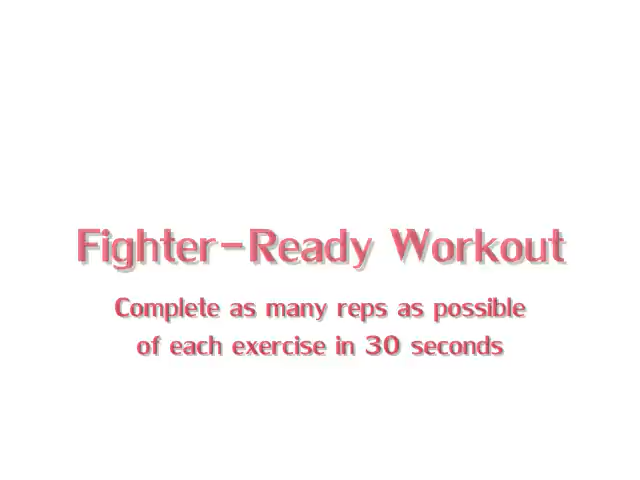 Fighter-Ready Workout
Complete as many reps as possible
of each exercise in 30 seconds